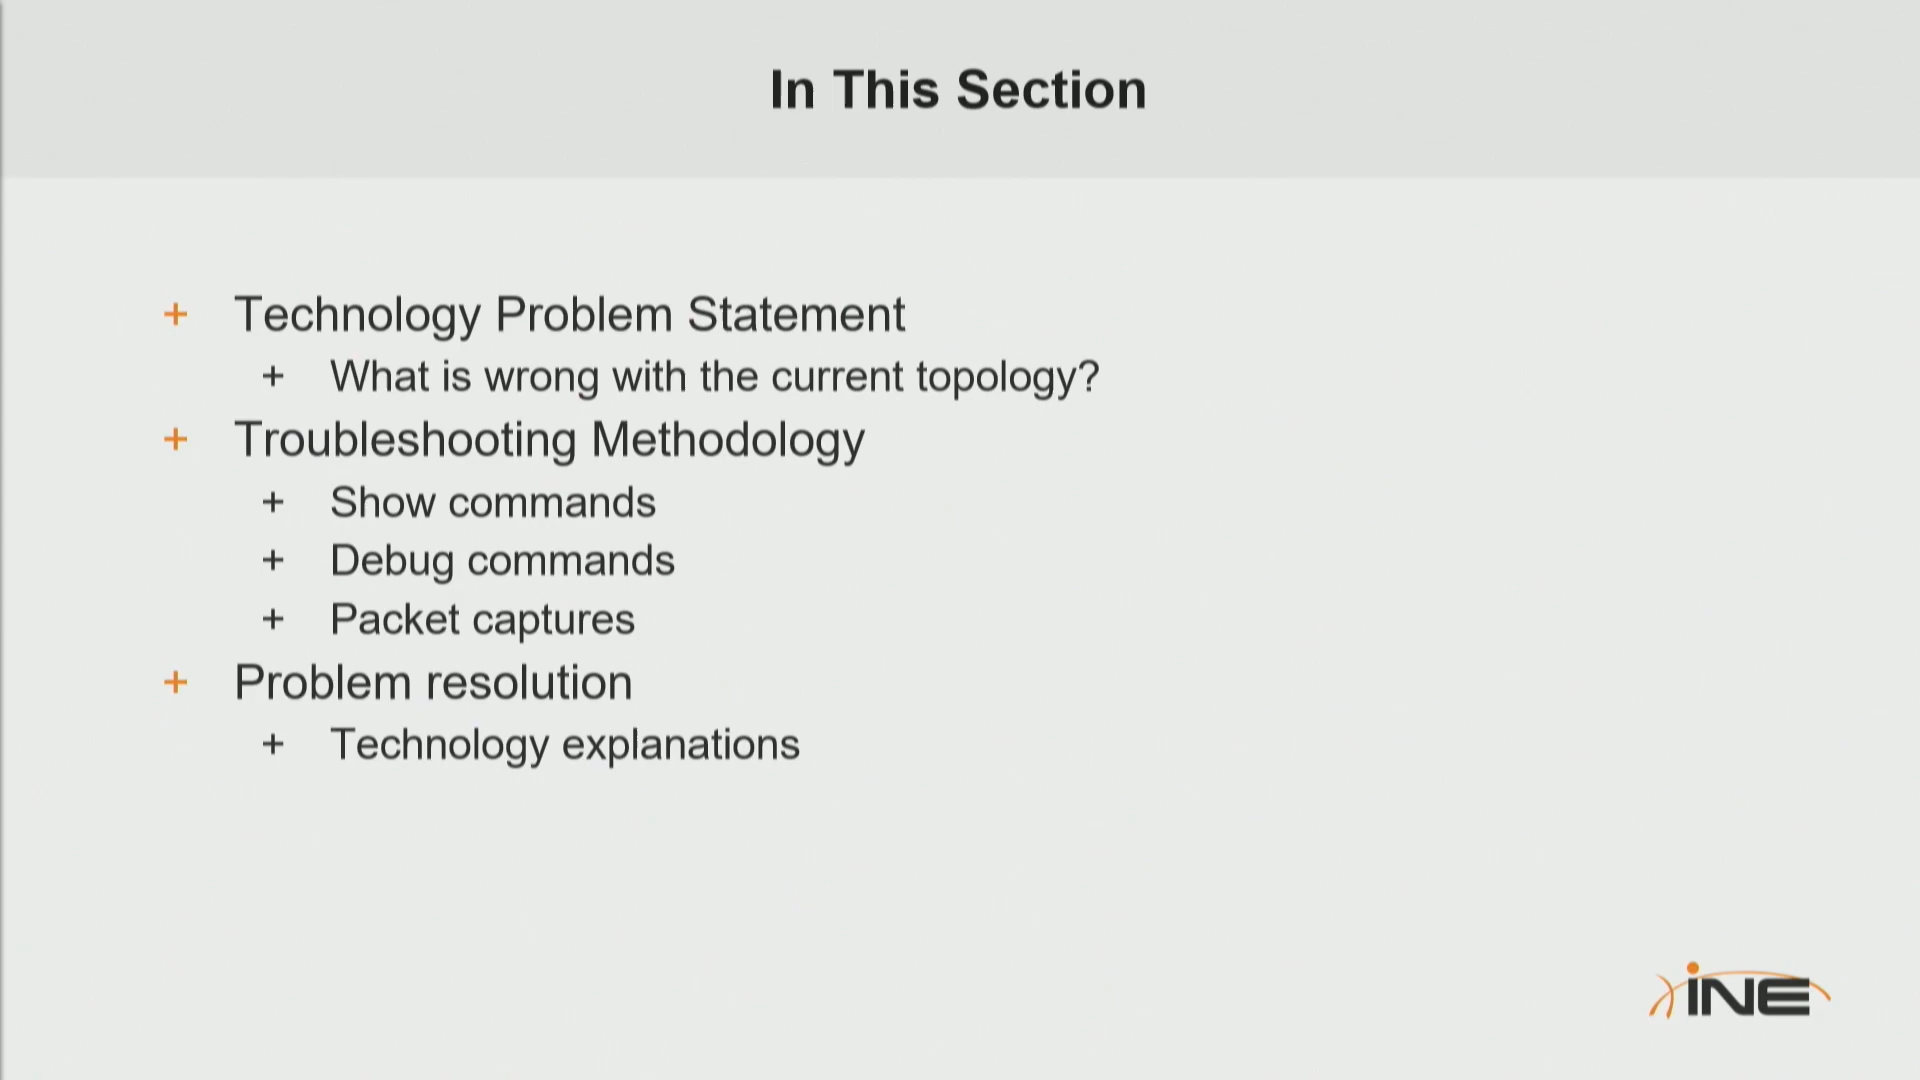 In This Section
+ Technology Problem Statement
+ What is wrong with the current topology?
+ Troubleshooting Methodology
+ Show commands
+ Debug commands
+ Packet captures
+ Problem resolution
+ Technology explanations
iNE